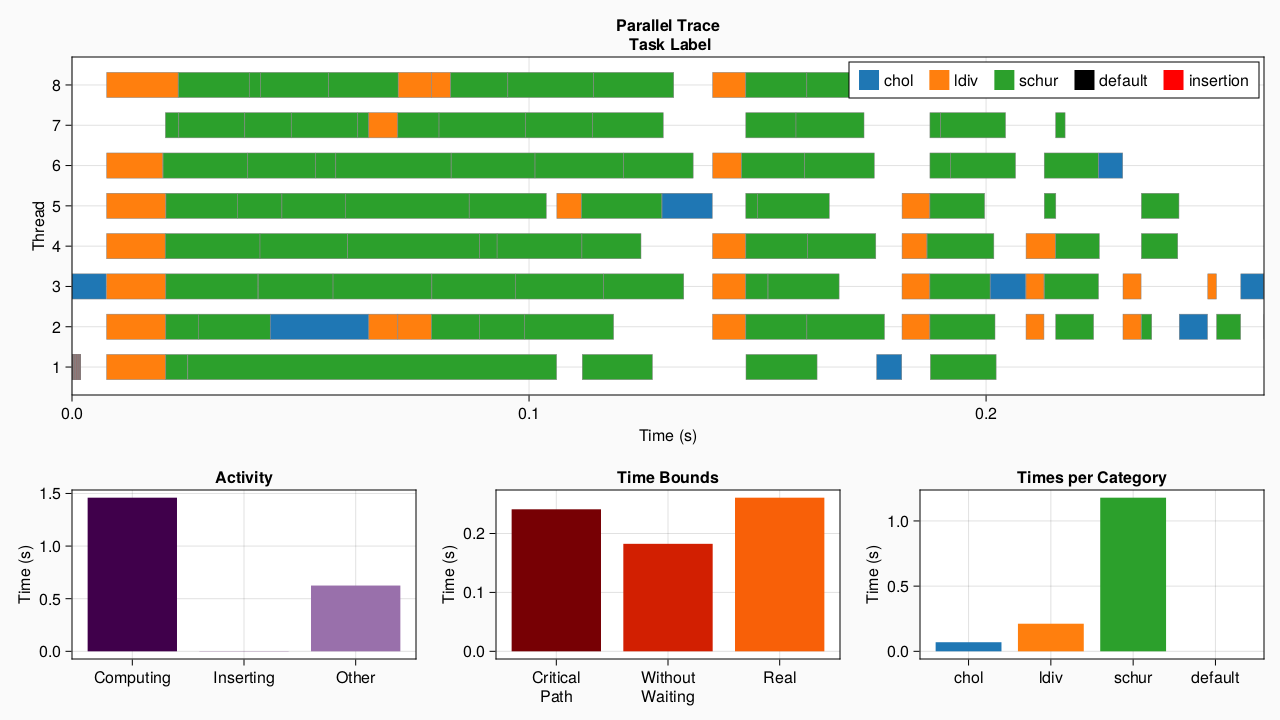 Parallel Trace
Task Label
chol ldiv schur default insertion
8
7
6
5
4
3
2
1
Thread
0.0 0.1 0.2
Time (s)
Activity
1.5
1.0
0.5
0.0
Time (s)
Computing Inserting Other
Time Bounds
0.2
0.1
0.0
Time (s)
Critical Path
Without Waiting
Real
Times per Category
1.0
0.5
0.0
Time (s)
chol ldiv schur default